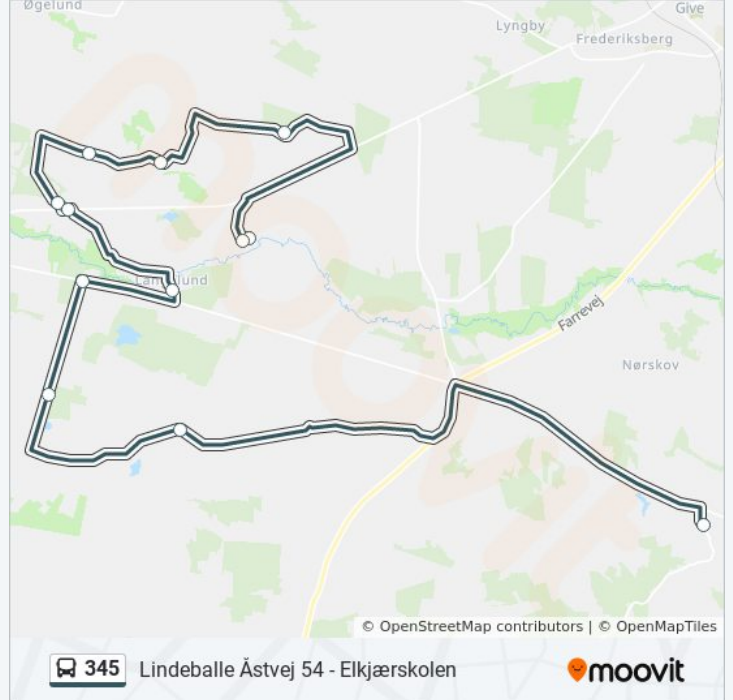 Øgelund
Give
Lyngby
Frederiksberg
Farrevej
Nørskov
© OpenStreetMap contributors | © OpenMapTiles
345 Lindeballe Åstvej 54 - Elkjærskolen
moovit